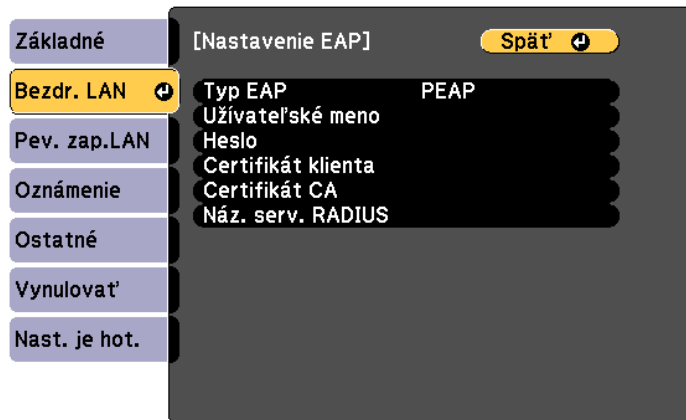 Základné
Bezdr. LAN
Pev. zap.LAN
Oznámenie
Ostatné
Vynulovať
Nast. je hot.
[Nastavenie EAP]
Späť
Typ EAP PEAP
Užívateľské meno
Heslo
Certifikát klienta
Certifikát CA
Náz. serv. RADIUS